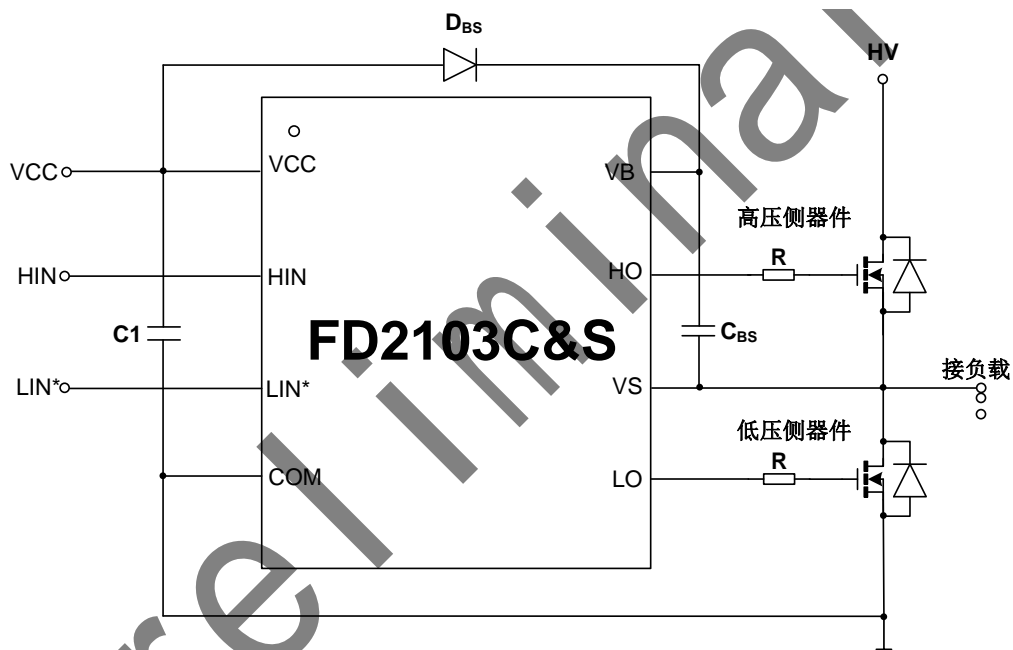 DBS
HV
VCC
VCC
VB
高压侧器件
HIN
HIN
HO
R
C1
FD2103C&S
CBS
LIN*
LIN*
VS
接负载
低压侧器件
R
COM
LO
reliminar